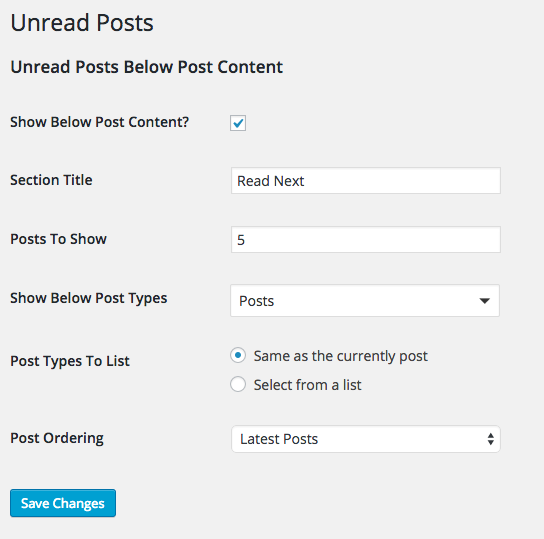 Unread Posts
Unread Posts Below Post Content
Show Below Post Content?
Section Title
Read Next
Posts To Show
5
Show Below Post Types
Posts
Post Types To List
Same as the currently post
Select from a list
Post Ordering
Latest Posts
Save Changes